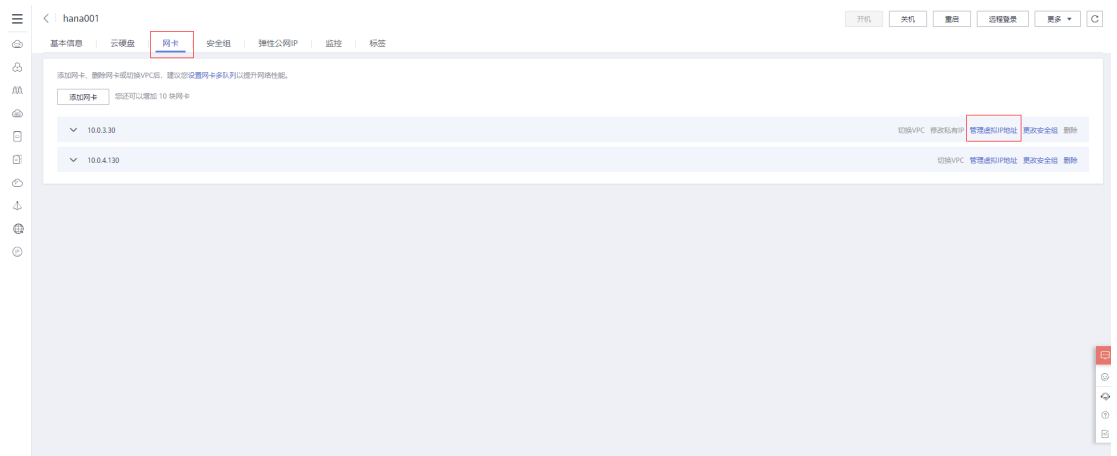 hana001
开机 关机 重启 远程登录 更多
基本信息 云硬盘 网卡 安全组 弹性公网IP 监控 标签
添加网卡、删除网卡或切换VPC后，建议您设置网卡多队列以提升网络性能。
添加网卡 您还可以增加 10 块网卡
10.0.3.30 切换VPC 修改私有IP 管理虚拟IP地址 更改安全组 删除
10.0.4.130 切换VPC 管理虚拟IP地址 更改安全组 删除